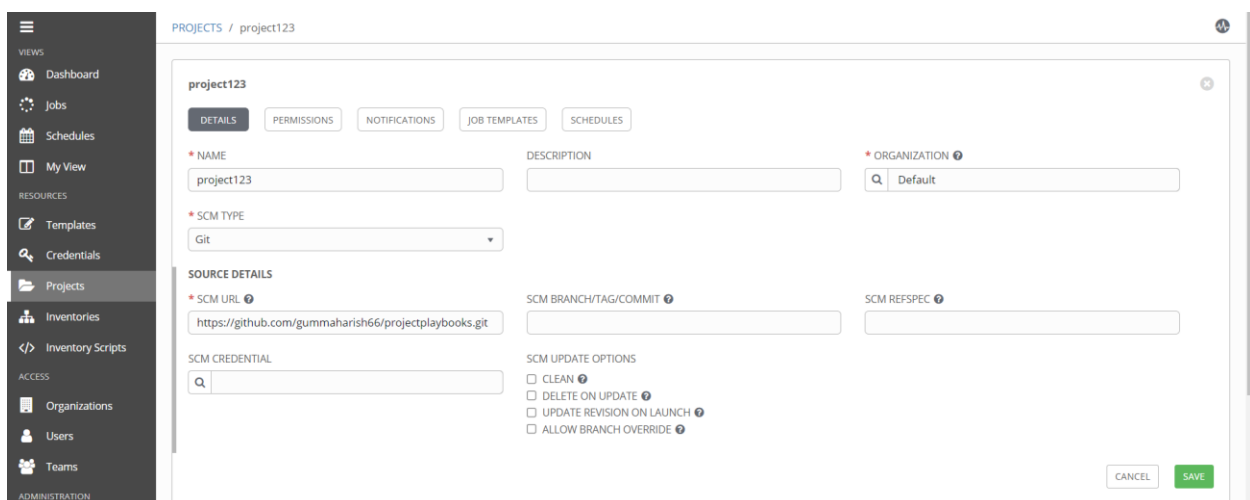 PROJECTS / project123
VIEWS
Dashboard
Jobs
Schedules
My View
RESOURCES
Templates
Credentials
Projects
Inventories
Inventory Scripts
ACCESS
Organizations
Users
Teams
ADMINISTRATION
project123
DETAILS PERMISSIONS NOTIFICATIONS JOB TEMPLATES SCHEDULES
* NAME DESCRIPTION * ORGANIZATION
project123 Default
* SCM TYPE
Git
SOURCE DETAILS
* SCM URL SCM BRANCH/TAG/COMMIT SCM REFSPEC
https://github.com/gummaharish66/projectplaybooks.git
SCM CREDENTIAL SCM UPDATE OPTIONS
CLEAN
DELETE ON UPDATE
UPDATE REVISION ON LAUNCH
ALLOW BRANCH OVERRIDE
CANCEL SAVE